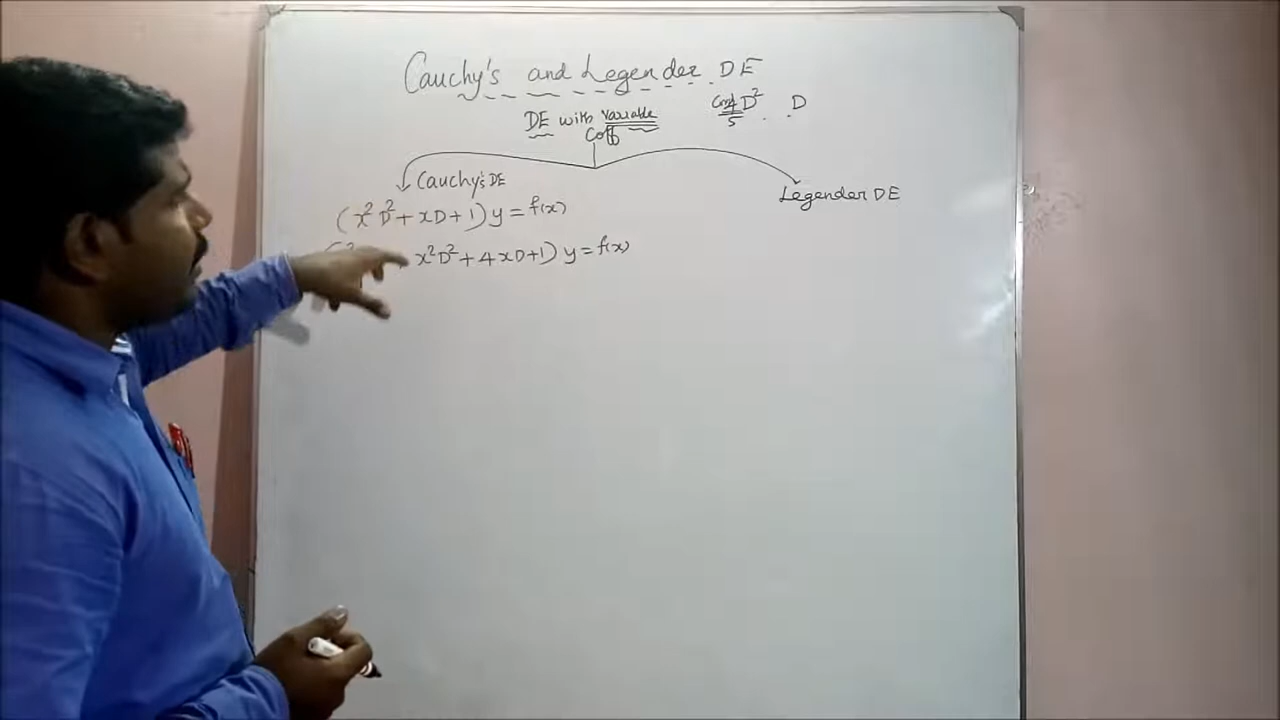 Cauchy's and Legender DE
DE with Variable
Coff
D² . . D
5
Cauchy's DE
Legender DE
(x²D² + xD + 1) y = f(x)
x²D² + 4xD + 1) y = f(x)